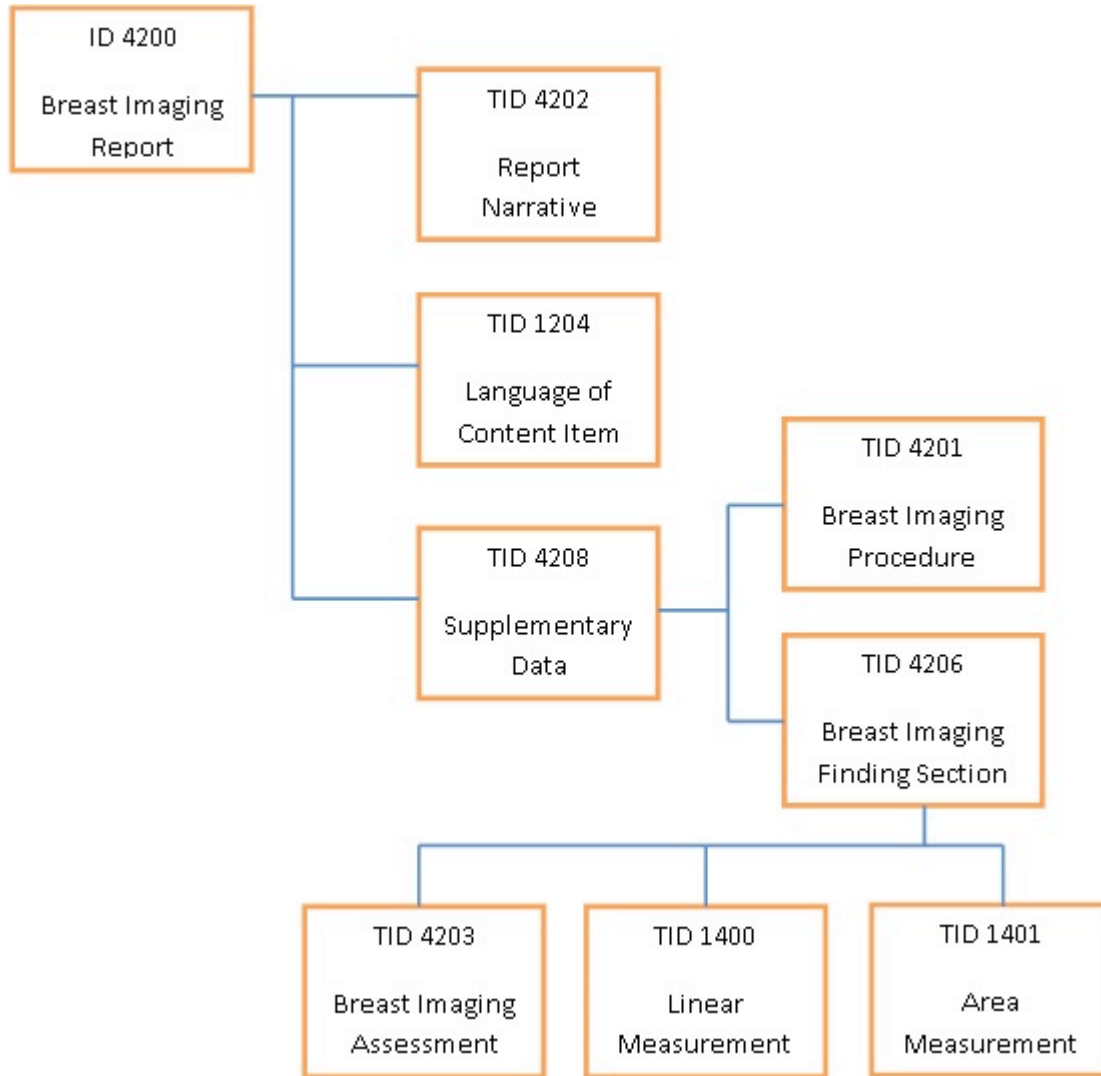 ID 4200
Breast Imaging
Report
TID 4202
Report
Narrative
TID 1204
Language of
Content Item
TID 4208
Supplementary
Data
TID 4201
Breast Imaging
Procedure
TID 4206
Breast Imaging
Finding Section
TID 4203
Breast Imaging
Assessment
TID 1400
Linear
Measurement
TID 1401
Area
Measurement